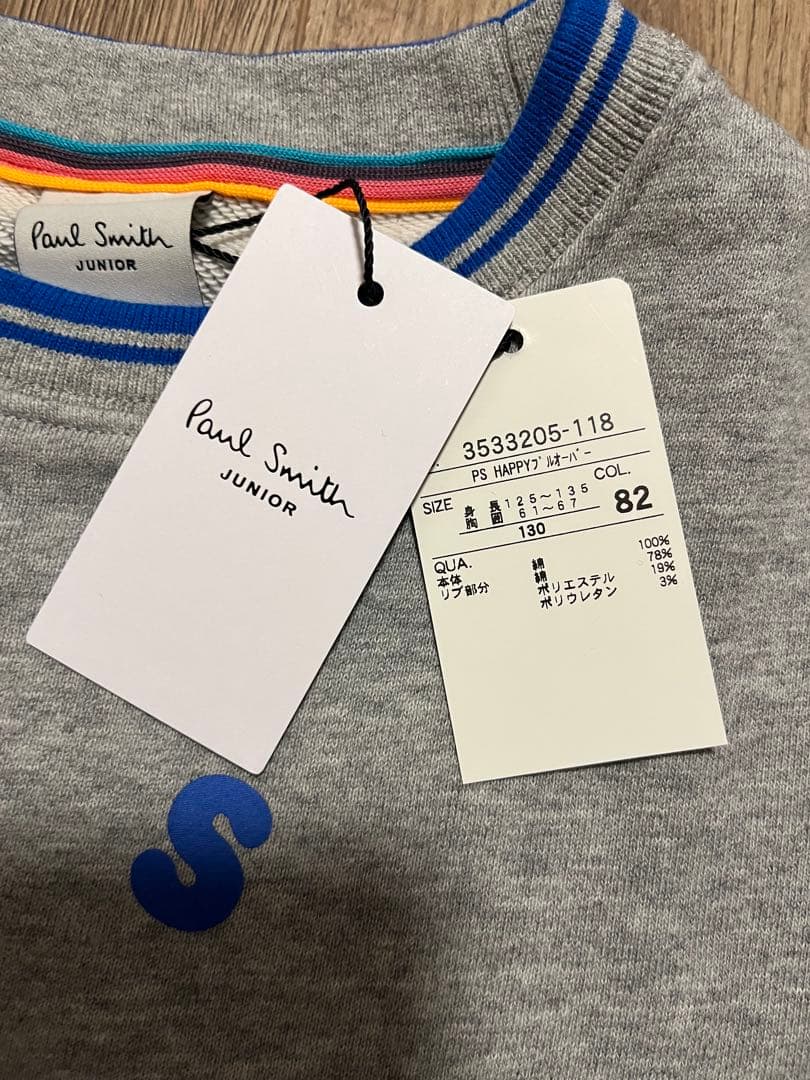 Paul Smith
JUNIOR
Paul Smith
JUNIOR
3533205-118
PS HAPPYプルオーバー
SIZE 身長 125~135 COL.
胸囲 61~67 82
130
QUA.
本体 綿 100%
リブ部分 綿 78%
ポリエステル 19%
ポリウレタン 3%
S